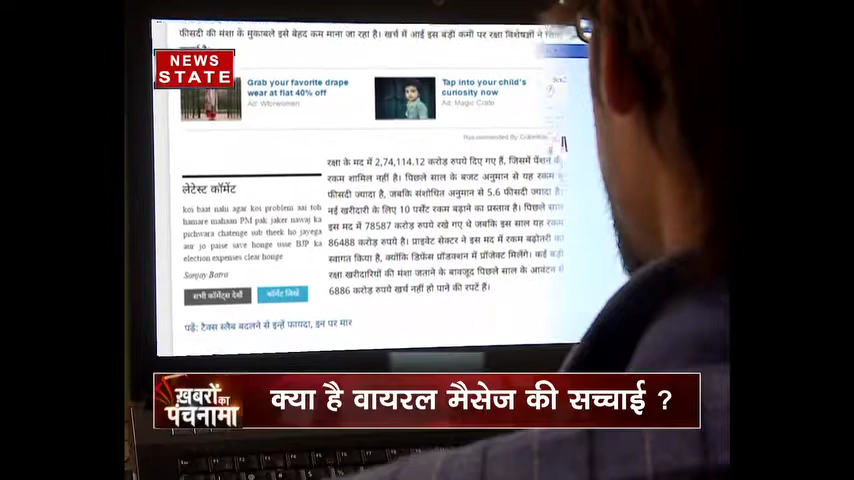 फीसदी की मंशा के मुकाबले इसे बेहद कम माना जा रहा है। खर्च में आई इस बड़ी कमी पर रक्षा विशेषज्ञों ने
NEWS
STATE
Grab your favorite drape
wear at flat 40% off
Ad: Wforwomen
Tap into your child's
curiosity now
Ad: Magic Crate
Recommended By
लेटेस्ट कॉमेंट
koi baat nahi agar koi problem aai toh
hamare mahaan PM pak jaker nawaj ka
pichwara chatenge sub theek ho jayega
aur jo paise save honge usse BJP ka
election expenses clear honge
Sanjay Batra
सभी कॉमेंट्स देखें
कॉमेंट लिखें
रक्षा के मद में 2,74,114.12 करोड़ रुपये दिए गए हैं, जिसमें पेंशन की
रकम शामिल नहीं है। पिछले साल के बजट अनुमान से यह रकम
फीसदी ज्यादा है, जबकि संशोधित अनुमान से 5.6 फीसदी ज्यादा है।
नई खरीदारी के लिए 10 पर्सेंट रकम बढ़ाने का प्रस्ताव है। पिछले साल
इस मद में 78587 करोड़ रुपये रखे गए थे जबकि इस साल यह रकम
86488 करोड़ रुपये है। प्राइवेट सेक्टर ने इस मद में रकम बढ़ोतरी का
स्वागत किया है, क्योंकि डिफेंस प्रॉडक्शन में प्रॉजेक्ट मिलेंगे। कई बड़ी
रक्षा खरीदारियों की मंशा जताने के बावजूद पिछले साल के आवंटन से
6886 करोड़ रुपये खर्च नहीं हो पाने की रपटें हैं।
पढ़ें: टैक्स स्लैब बदलने से इन्हें फायदा, इन पर मार
ख़बरों का
पंचनामा
क्या है वायरल मैसेज की सच्चाई ?